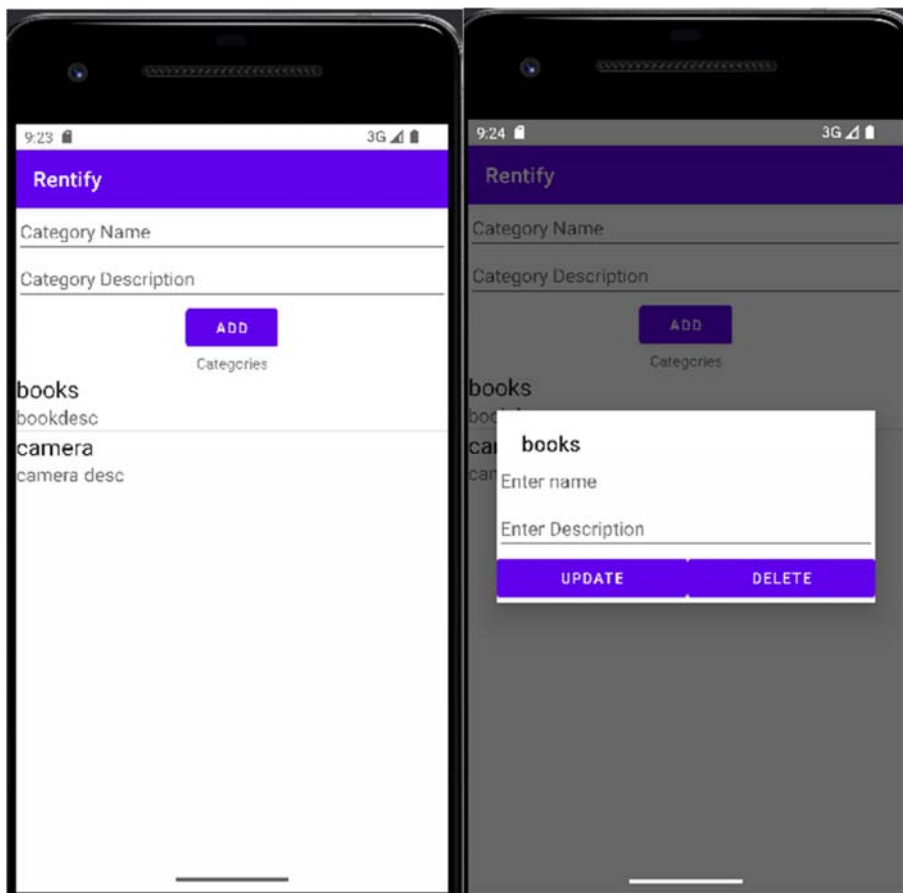 9:23 3G
Rentify
Category Name
Category Description
ADD
Categories
books
bookdesc
camera
camera desc
9:24 3G
Rentify
Category Name
Category Description
ADD
Categories
books
books
Enter name
Enter Description
UPDATE DELETE